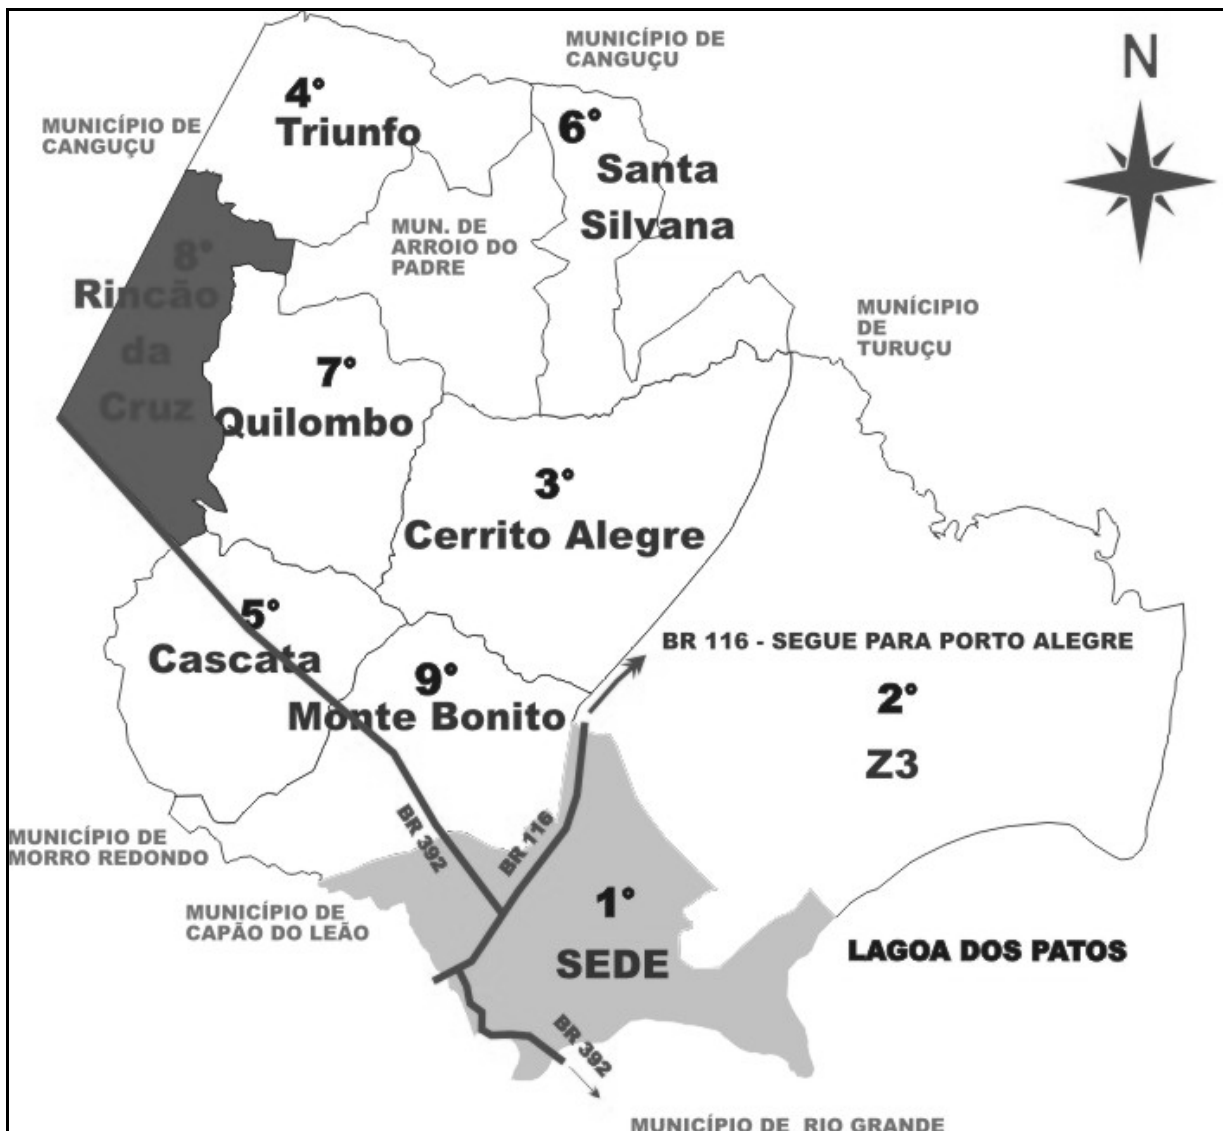 MUNICÍPIO DE
CANGUÇU
N
4°
Triunfo
6°
Santa
Silvana
MUNICÍPIO DE
CANGUÇU
MUN. DE
ARROIO DO
PADRE
8°
Rincão
da
Cruz
MUNÍCIPIO
DE
TURUÇU
7°
Quilombo
3°
Cerrito Alegre
5°
Cascata
BR 116 - SEGUE PARA PORTO ALEGRE
9°
Monte Bonito
2°
Z3
BR 392
BR 116
MUNICÍPIO DE
MORRO REDONDO
1°
SEDE
MUNICÍPIO DE
CAPÃO DO LEÃO
LAGOA DOS PATOS
BR 392
MUNICÍPIO DE RIO GRANDE